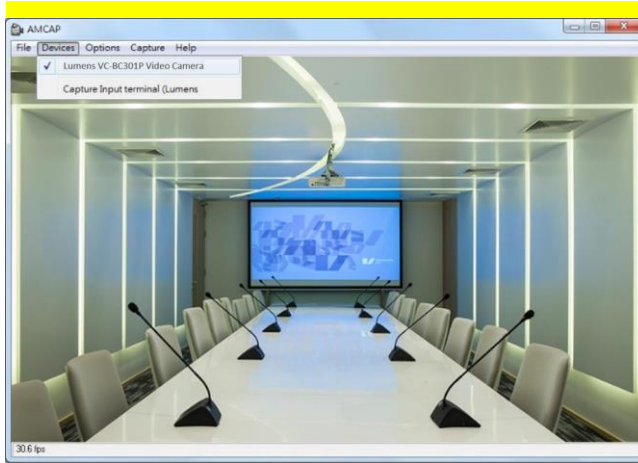 AMCAP
File Devices Options Capture Help
✓ Lumens VC-BC301P Video Camera
Capture Input terminal (Lumens
30.6 fps